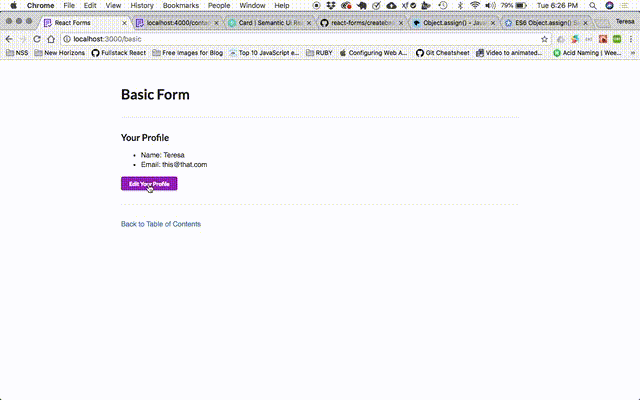 Chrome File Edit View History Bookmarks People Window Help 79% Tue 6:26 PM
React Forms localhost:4000/conta Card | Semantic UI Rea react-forms/createbra Object.assign() - Java ES6 Object.assign() Se Teresa
localhost:3000/basic
NSS New Horizons Fullstack React Free Images for Blog Top 10 JavaScript e... RUBY Configuring Web A... Git Cheatsheet Video to animated... Acid Naming | Wee...
Basic Form
Your Profile
Name: Teresa
Email: this@that.com
Edit Your Profile
Back to Table of Contents